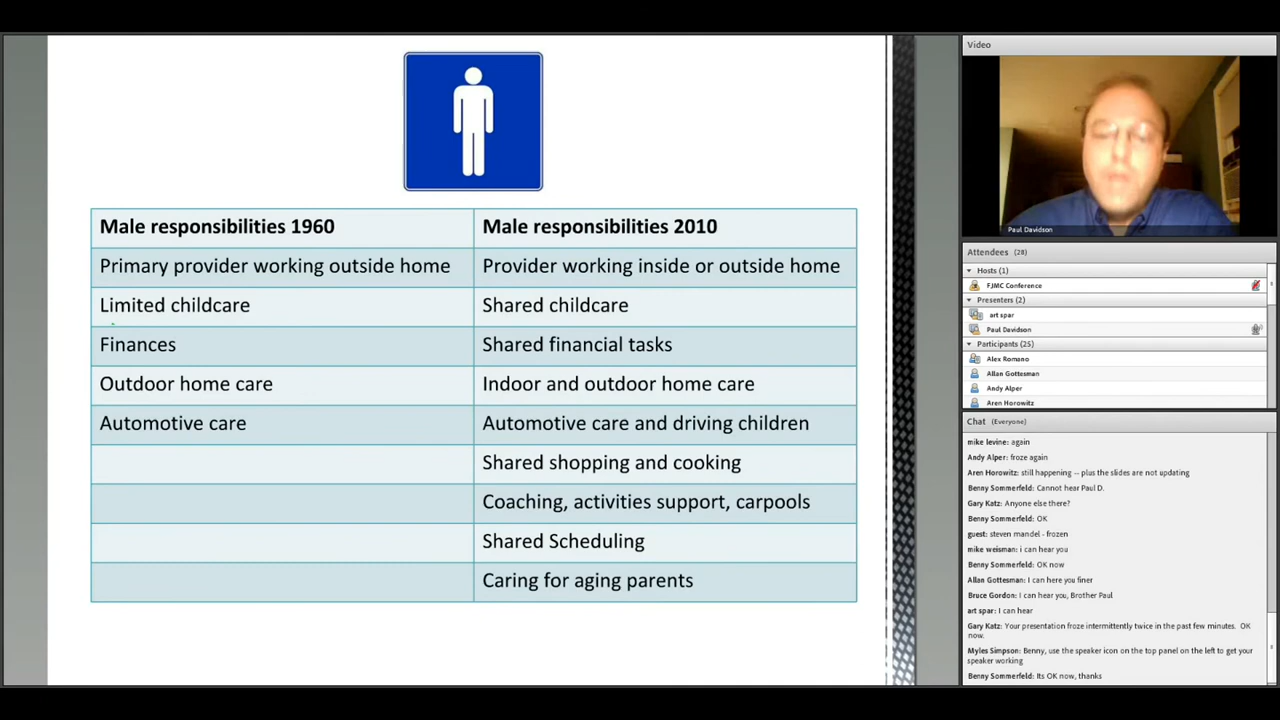 Male responsibilities 1960
Male responsibilities 2010
Primary provider working outside home
Provider working inside or outside home
Limited childcare
Shared childcare
Finances
Shared financial tasks
Outdoor home care
Indoor and outdoor home care
Automotive care
Automotive care and driving children
Shared shopping and cooking
Coaching, activities support, carpools
Shared Scheduling
Caring for aging parents
Video
Paul Davidson
Attendees (28)
Hosts (1)
FJMC Conference
Presenters (2)
art spar
Paul Davidson
Participants (25)
Alex Romano
Allan Gottesman
Andy Alper
Aren Horowitz
Chat (Everyone)
mike levine: again
Andy Alper: froze again
Aren Horowitz: still happening -- plus the slides are not updating
Benny Sommerfeld: Cannot hear Paul D.
Gary Katz: Anyone else there?
Benny Sommerfeld: OK
guest: steven mandel - frozen
mike weisman: i can hear you
Benny Sommerfeld: OK now
Allan Gottesman: I can here you finer
Bruce Gordon: I can hear you, Brother Paul
art spar: I can hear
Gary Katz: Your presentation froze intermittently twice in the past few minutes. OK
now.
Myles Simpson: Benny, use the speaker icon on the top panel on the left to get your
speaker working
Benny Sommerfeld: Its OK now, thanks